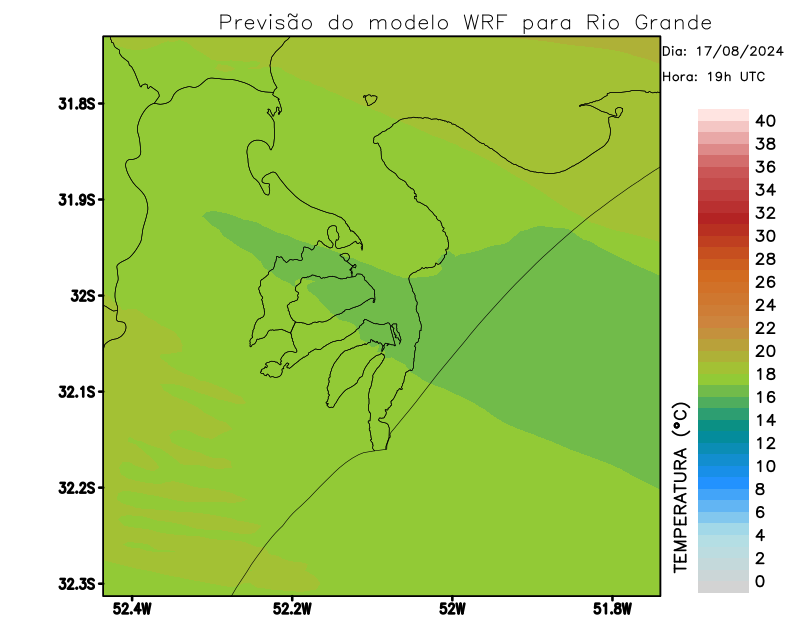 Previsão do modelo WRF para Rio Grande
Dia: 17/08/2024
Hora: 19h UTC
31.8S
31.9S
32S
32.1S
32.2S
32.3S
52.4W
52.2W
52W
51.8W
TEMPERATURA (°C)
40
38
36
34
32
30
28
26
24
22
20
18
16
14
12
10
8
6
4
2
0